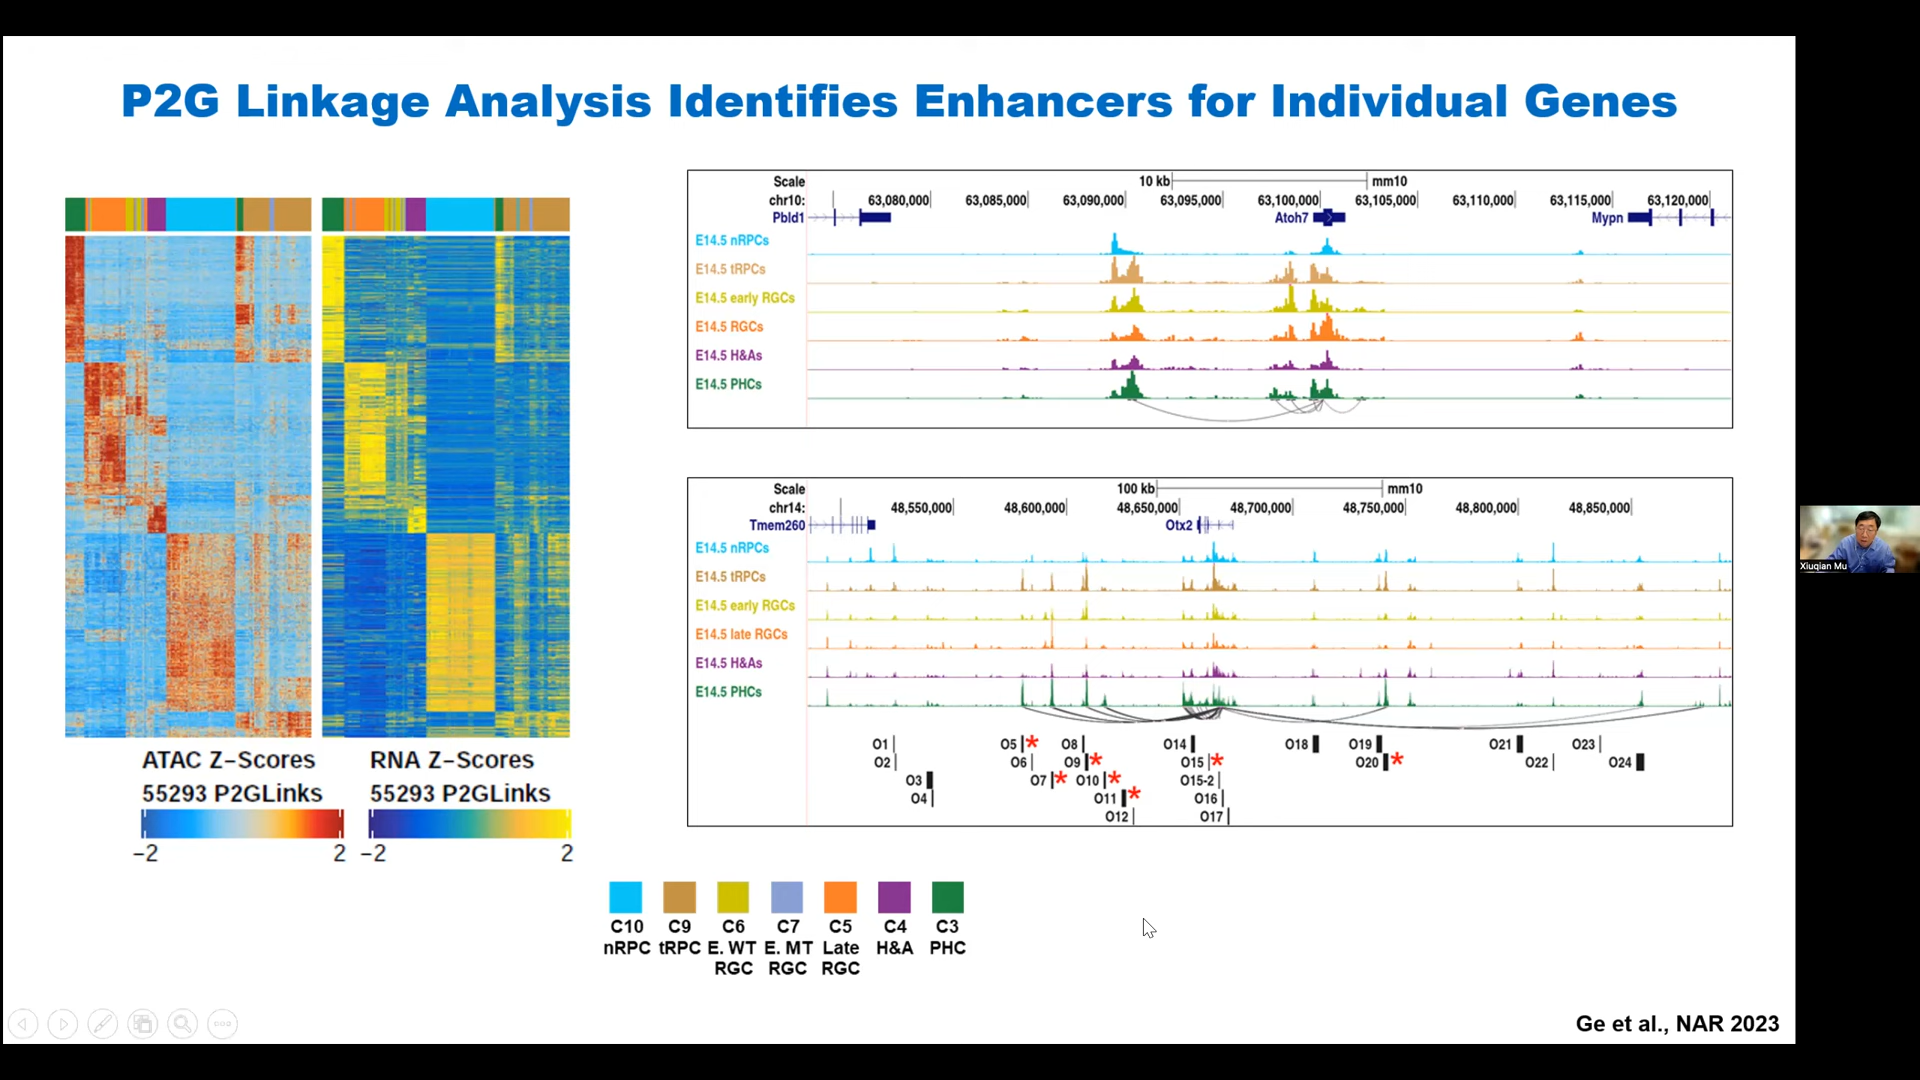 P2G Linkage Analysis Identifies Enhancers for Individual Genes
ATAC Z-Scores
55293 P2GLinks
-2 2
RNA Z-Scores
55293 P2GLinks
-2 2
Scale 10 kb mm10
chr10: 63,080,000 63,085,000 63,090,000 63,095,000 63,100,000 63,105,000 63,110,000 63,115,000 63,120,000
Pbld1 Atoh7 Mypn
E14.5 nRPCs
E14.5 tRPCs
E14.5 early RGCs
E14.5 RGCs
E14.5 H&As
E14.5 PHCs
Scale 100 kb mm10
chr14: 48,550,000 48,600,000 48,650,000 48,700,000 48,750,000 48,800,000 48,850,000
Tmem260 Otx2
E14.5 nRPCs
E14.5 tRPCs
E14.5 early RGCs
E14.5 late RGCs
E14.5 H&As
E14.5 PHCs
O1 O5 * O8 O14 O18 O19 O21 O23
O2 O6 O9 * O15 * O20 * O22 O24
O3 O7 * O10 * O15-2
O4 O11 * O16
O12 O17
C10 C9 C6 C7 C5 C4 C3
nRPC tRPC E. WT E. MT Late H&A PHC
RGC RGC RGC
Ge et al., NAR 2023
Xiuqian Mu